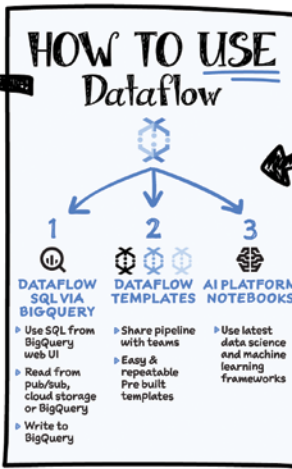 HOW TO USE
Dataflow
1
DATAFLOW
SQL VIA
BIGQUERY
Use SQL from
BigQuery
web UI
Read from
pub/sub,
cloud storage
or BigQuery
Write to
BigQuery
2
DATAFLOW
TEMPLATES
Share pipeline
with teams
Easy &
repeatable
Pre built
templates
3
AI PLATFORM
NOTEBOOKS
Use latest
data science
and machine
learning
frameworks